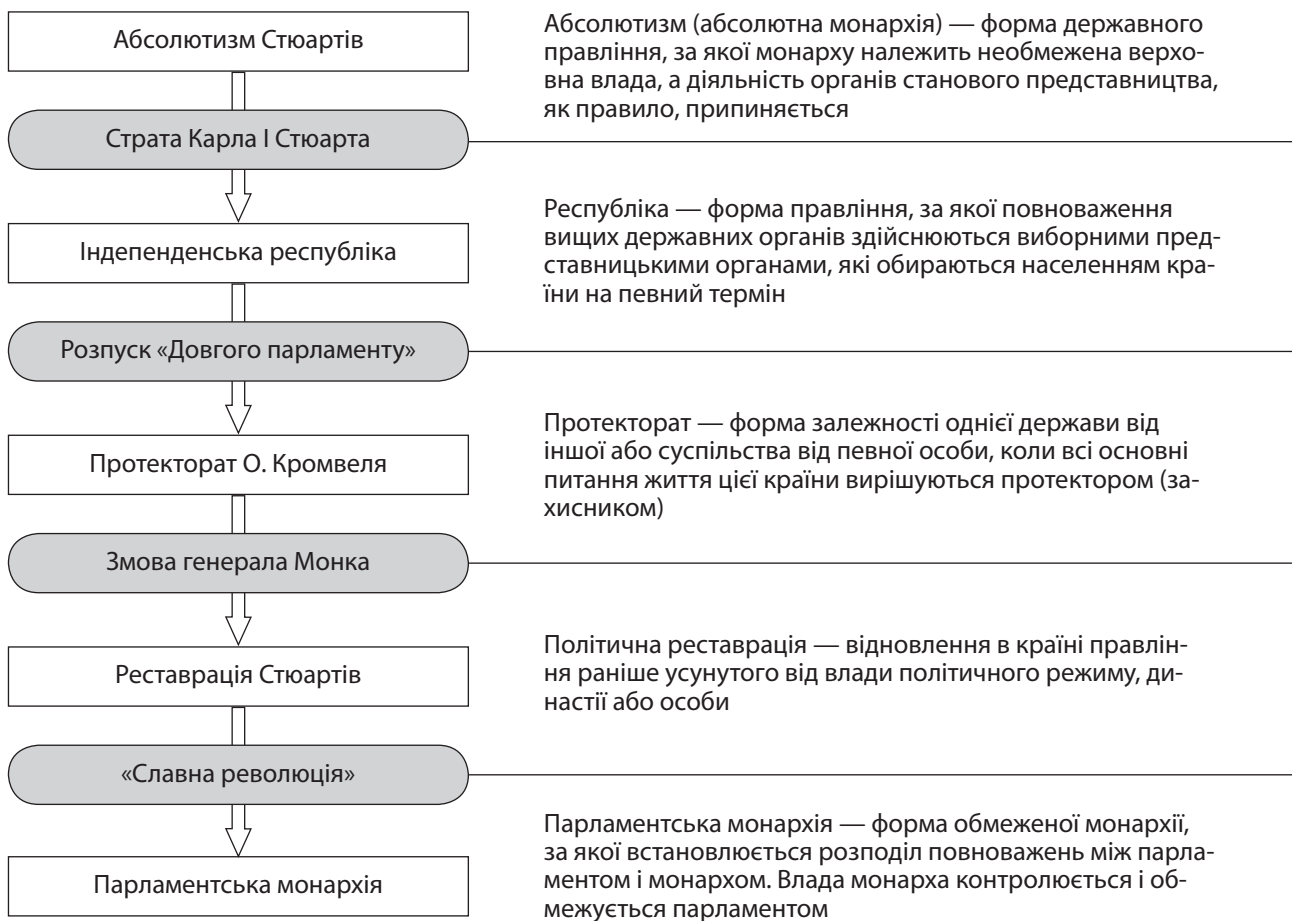 Абсолютизм Стюартів
Абсолютизм (абсолютна монархія) — форма державного
правління, за якої монарху належить необмежена верхо-
вна влада, а діяльність органів станового представництва,
як правило, припиняється
Страта Карла І Стюарта
Індепенденська республіка
Республіка — форма правління, за якої повноваження
вищих державних органів здійснюються виборними пред-
ставницькими органами, які обираються населенням кра-
їни на певний термін
Розпуск «Довгого парламенту»
Протекторат О. Кромвеля
Протекторат — форма залежності однієї держави від
іншої або суспільства від певної особи, коли всі основні
питання життя цієї країни вирішуються протектором (за-
хисником)
Змова генерала Монка
Реставрація Стюартів
Політична реставрація — відновлення в країні правлін-
ня раніше усунутого від влади політичного режиму, ди-
настії або особи
«Славна революція»
Парламентська монархія
Парламентська монархія — форма обмеженої монархії,
за якої встановлюється розподіл повноважень між парла-
ментом і монархом. Влада монарха контролюється і об-
межується парламентом